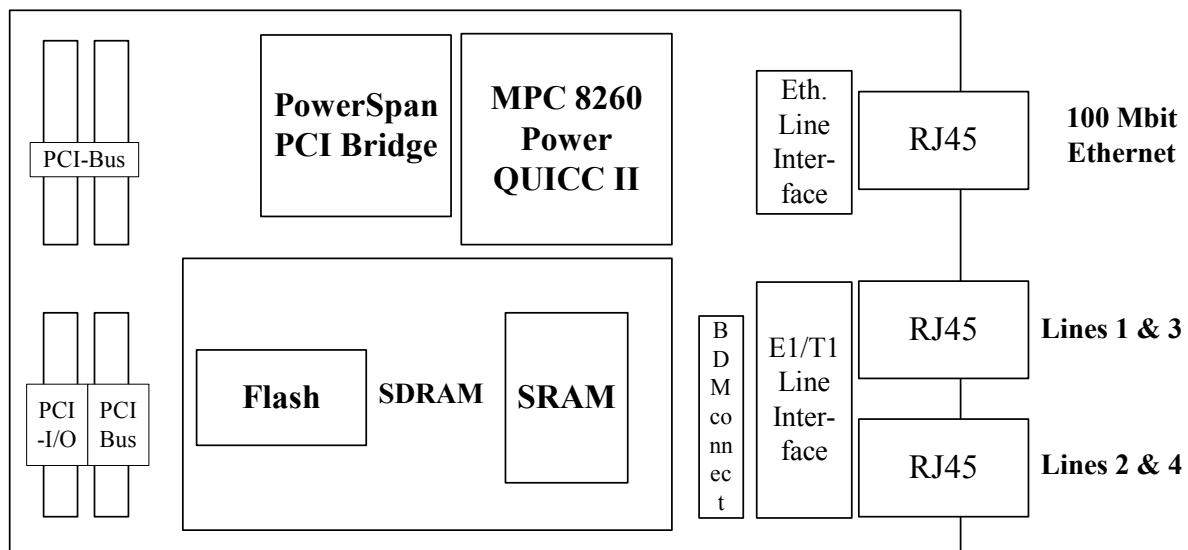 PCI-Bus
PowerSpan
PCI Bridge
MPC 8260
Power
QUICC II
Eth.
Line
Inter-
face
RJ45
100 Mbit
Ethernet
PCI
-I/O
PCI
Bus
Flash
SDRAM
SRAM
B
D
M
co
nn
ec
t
E1/T1
Line
Inter-
face
RJ45
Lines 1 & 3
RJ45
Lines 2 & 4